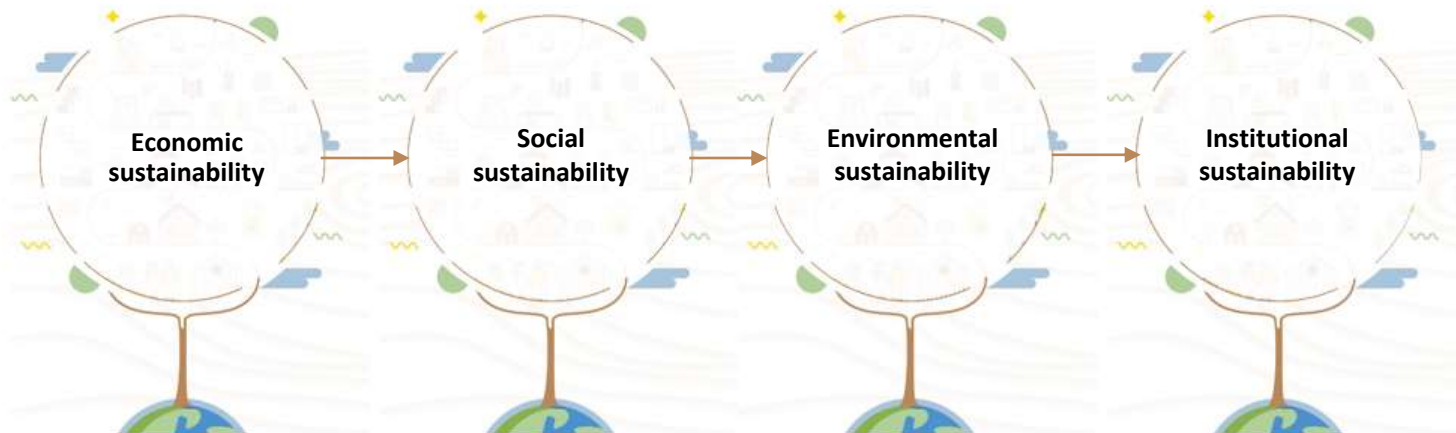 Economic
sustainability
Social
sustainability
Environmental
sustainability
Institutional
sustainability